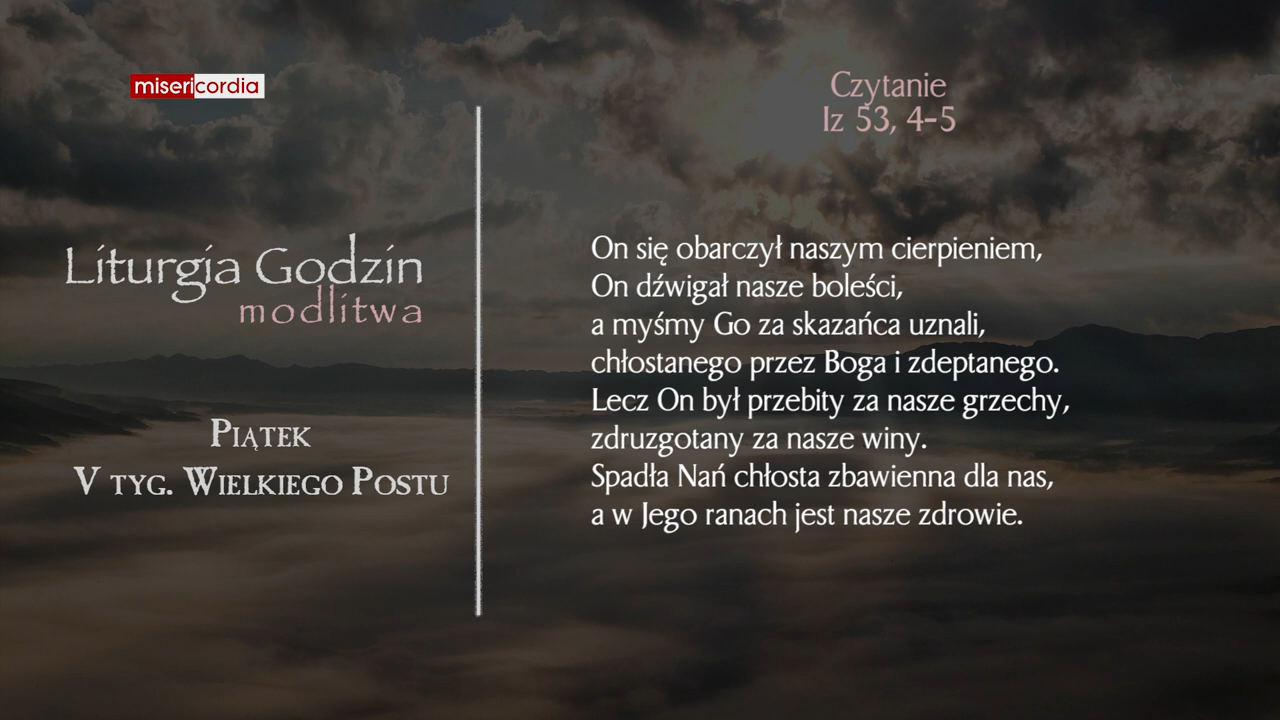 misericordia
Liturgia Godzin
modlitwa
Piątek
V tyg. Wielkiego Postu
Czytanie
Iz 53, 4-5
On się obarczył naszym cierpieniem,
On dźwigał nasze boleści,
a myśmy Go za skazańca uznali,
chłostanego przez Boga i zdeptanego.
Lecz On był przebity za nasze grzechy,
zdruzgotany za nasze winy.
Spadła Nań chłosta zbawienna dla nas,
a w Jego ranach jest nasze zdrowie.